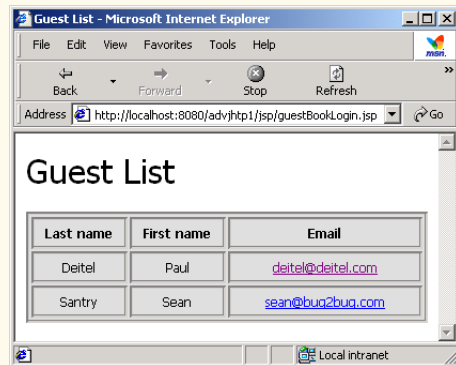 Guest List - Microsoft Internet Explorer
File Edit View Favorites Tools Help
msn.
Back Forward Stop Refresh »
Address http://localhost:8080/advjhtp1/jsp/guestBookLogin.jsp Go
Guest List
Last name First name Email
Deitel Paul deitel@deitel.com
Santry Sean sean@bug2bug.com
Local intranet